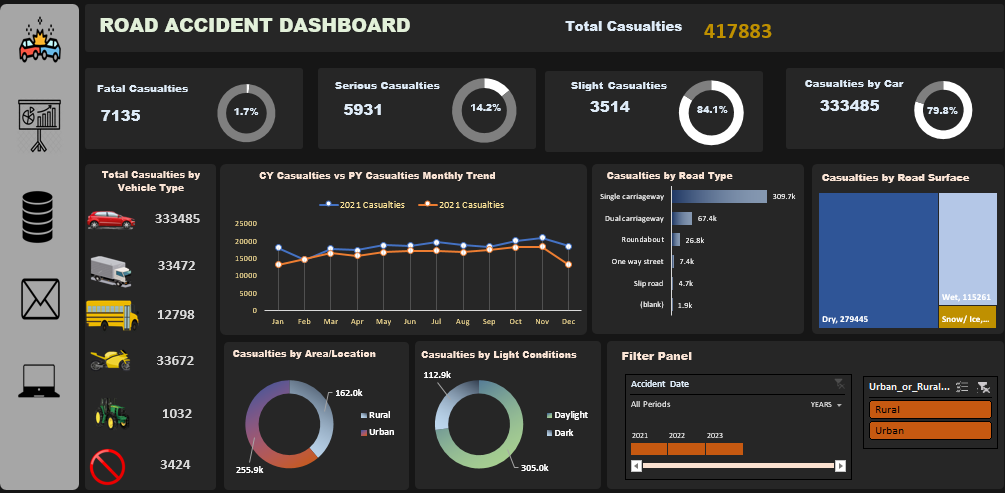 ROAD ACCIDENT DASHBOARD
Total Casualties
417883
Fatal Casualties
7135
1.7%
Serious Casualties
5931
14.2%
Slight Casualties
3514
84.1%
Casualties by Car
333485
79.8%
Total Casualties by
Vehicle Type
333485
33472
12798
33672
1032
3424
CY Casualties vs PY Casualties Monthly Trend
2021 Casualties
2021 Casualties
25000
20000
15000
10000
5000
0
Jan Feb Mar Apr May Jun Jul Aug Sep Oct Nov Dec
Casualties by Road Type
Single carriageway 309.7k
Dual carriageway 67.4k
Roundabout 26.8k
One way street 7.4k
Slip road 4.7k
(blank) 1.9k
Casualties by Road Surface
Dry, 279445
Wet, 115261
Snow/ Ice,...
Casualties by Area/Location
162.0k
Rural
Urban
255.9k
Casualties by Light Conditions
112.9k
Daylight
Dark
305.0k
Filter Panel
Accident Date
All Periods YEARS
2021 2022 2023
Urban_or_Rural...
Rural
Urban